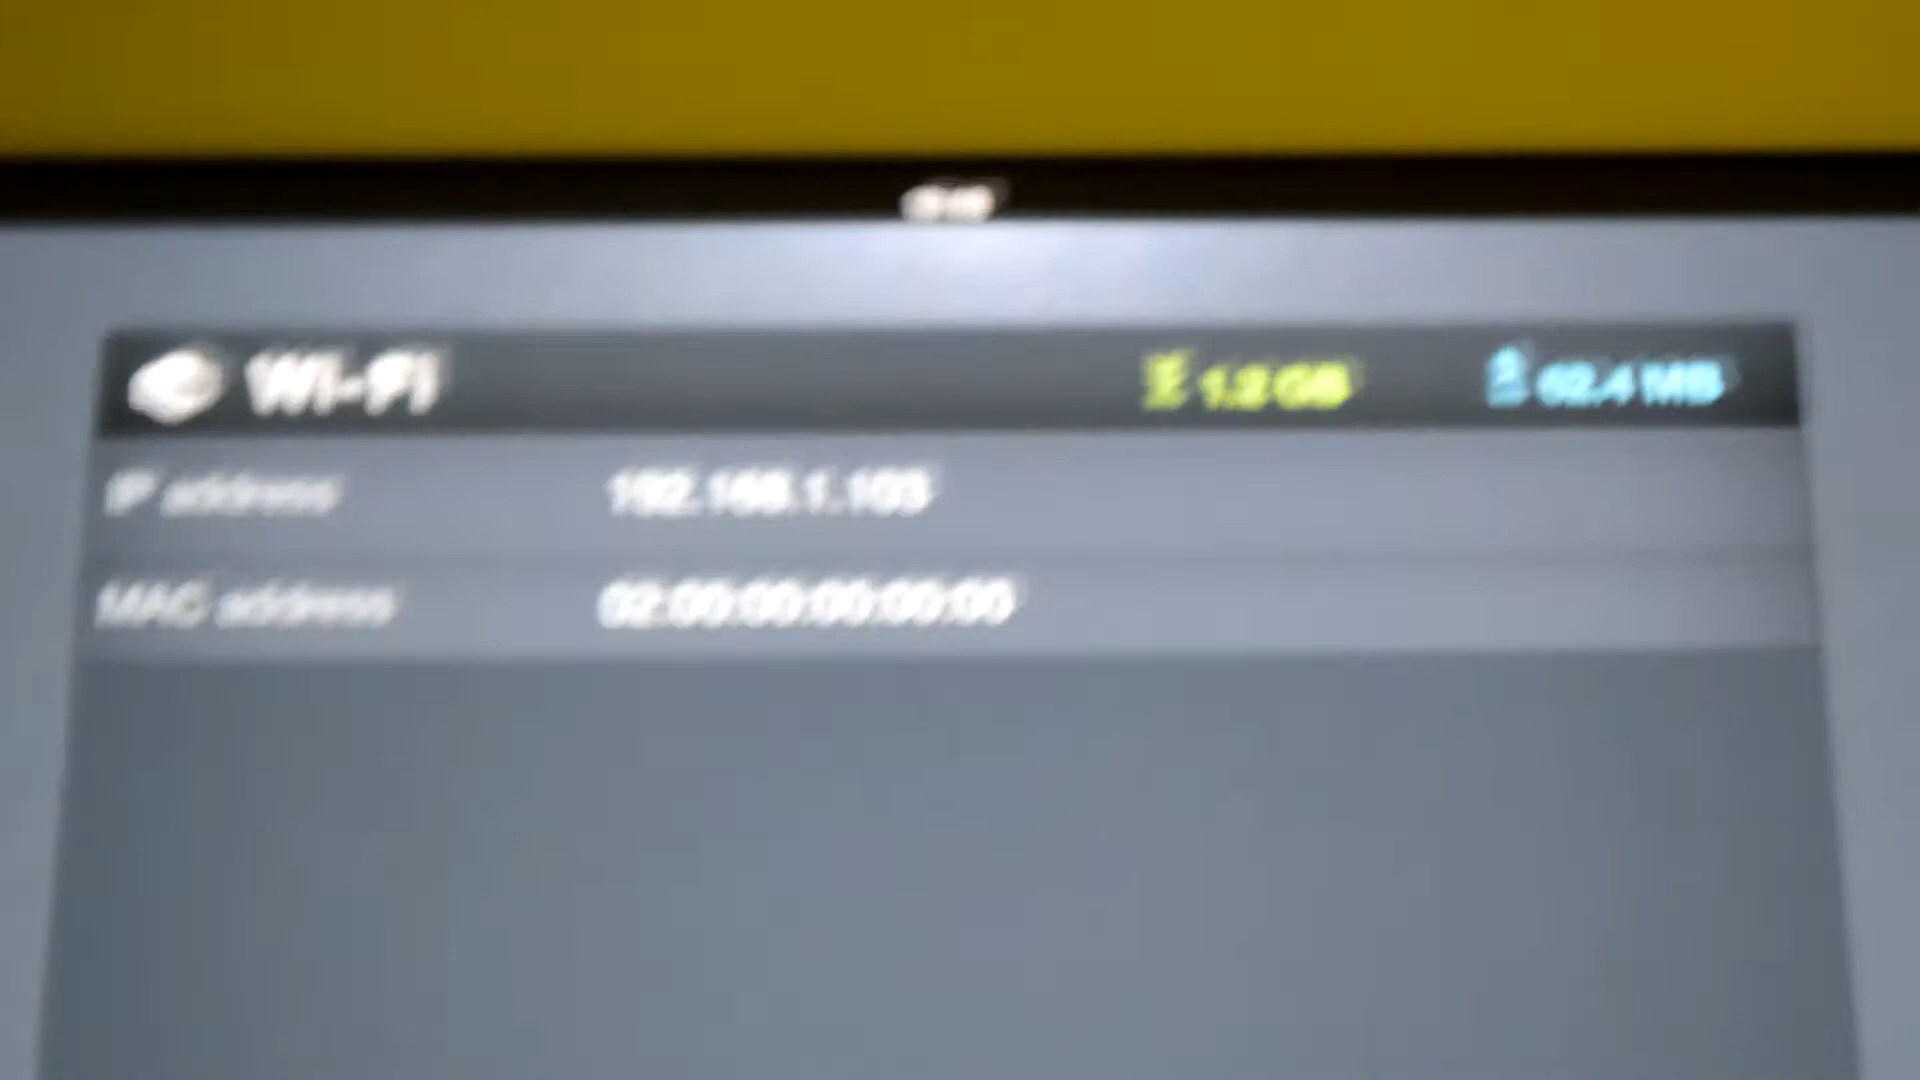 Wi-Fi 1.2 GB 62.4 MB
IP address 192.168.1.103
MAC address 02:00:00:00:00:00